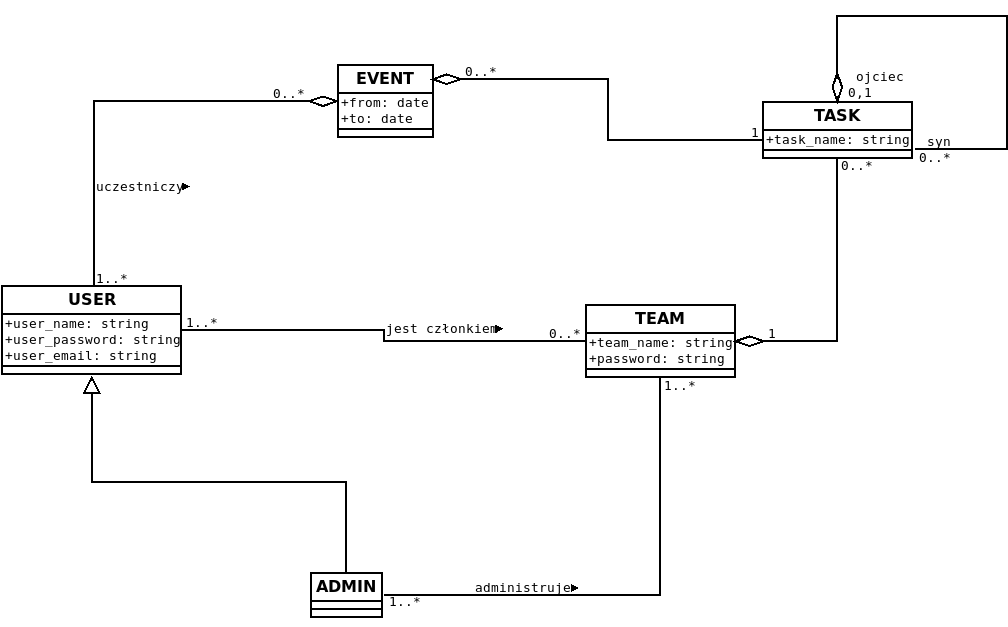 ojciec
0,1
EVENT
0..*
+from: date
+to: date
0..*
TASK
+task_name: string
1
syn
0..*
0..*
uczestniczy
1..*
USER
+user_name: string
+user_password: string
+user_email: string
1..*
jest członkiem
0..*
TEAM
+team_name: string
+password: string
1
1..*
ADMIN
administruje
1..*